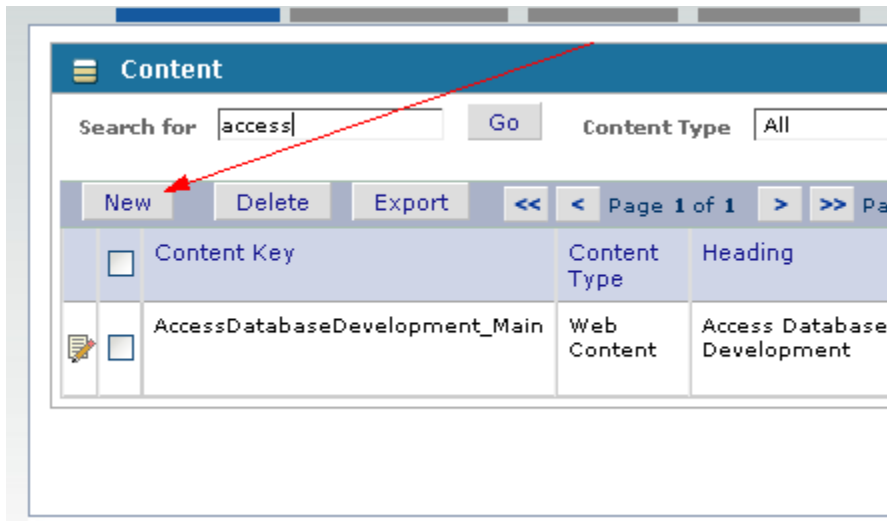 Content
Search for access Go Content Type All
New Delete Export << < Page 1 of 1 > >> Pa
Content Key Content Type Heading
AccessDatabaseDevelopment_Main Web Content Access Database Development